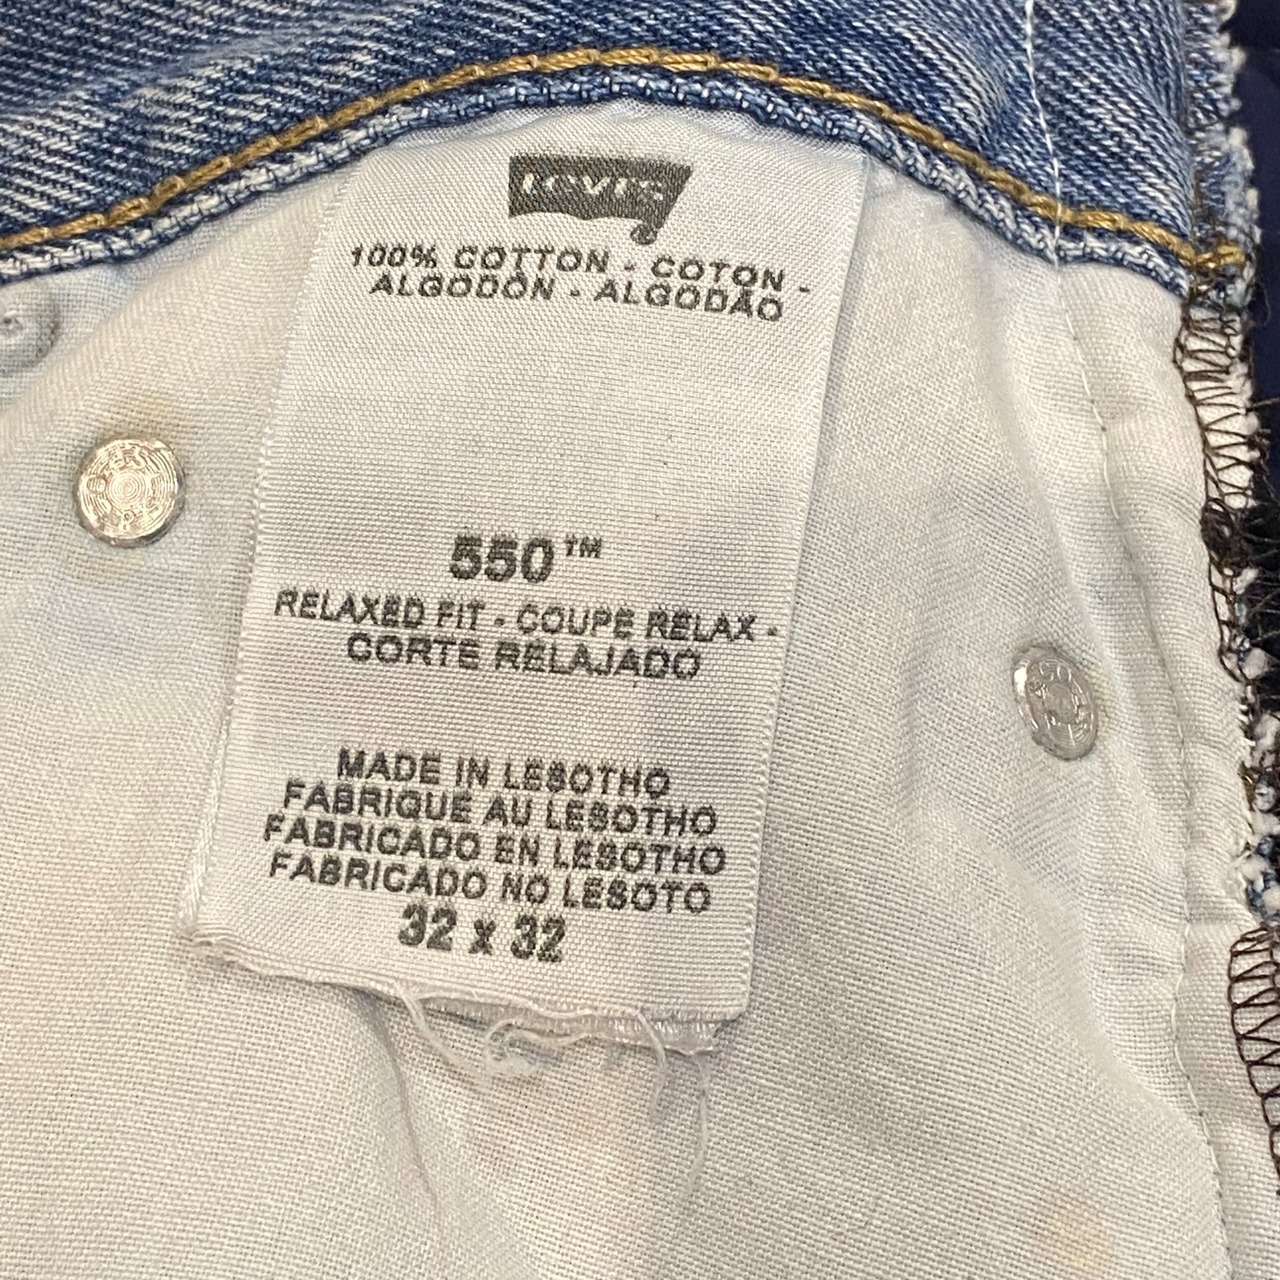 Levi's
100% COTTON - COTON -
ALGODÓN - ALGODÃO
550™
RELAXED FIT - COUPE RELAX -
CORTE RELAJADO
MADE IN LESOTHO
FABRIQUÉ AU LESOTHO
FABRICADO EN LESOTHO
FABRICADO NO LESOTO
32 x 32